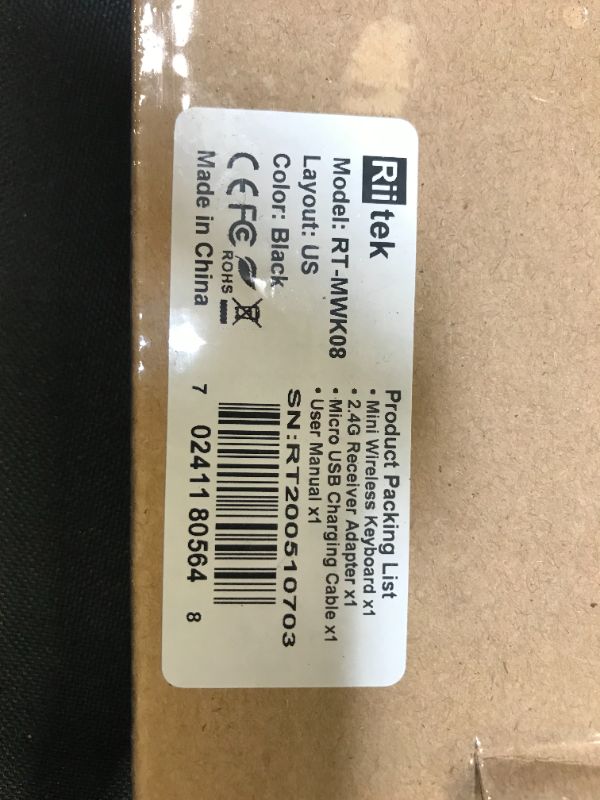 Rii tek
Model: RT-MWK08
Layout: US
Color: Black
CE FC ROHS
Made in China
Product Packing List
• Mini Wireless Keyboard x1
• 2.4G Receiver Adapter x1
• Micro USB Charging Cable x1
• User Manual x1
SN:RT200510703
7 02411 80564 8